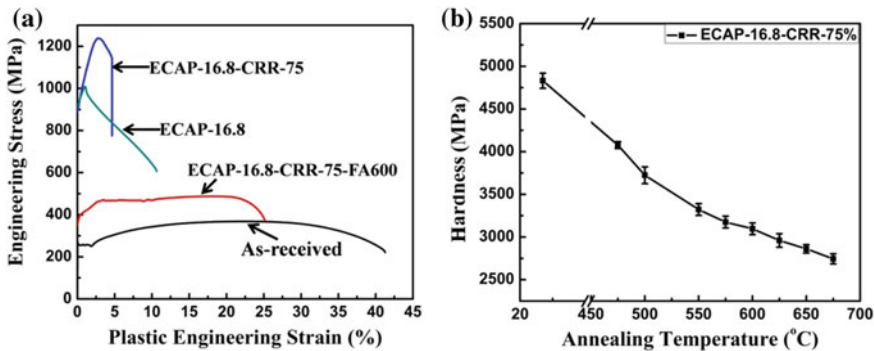 (a)
Engineering Stress (MPa)
1200
1000
800
600
400
200
0
0 5 10 15 20 25 30 35 40 45
Plastic Engineering Strain (%)
ECAP-16.8-CRR-75
ECAP-16.8
ECAP-16.8-CRR-75-FA600
As-received
(b)
Hardness (MPa)
5500
5000
4500
4000
3500
3000
2500
20 450 500 550 600 650 700
Annealing Temperature (°C)
ECAP-16.8-CRR-75%